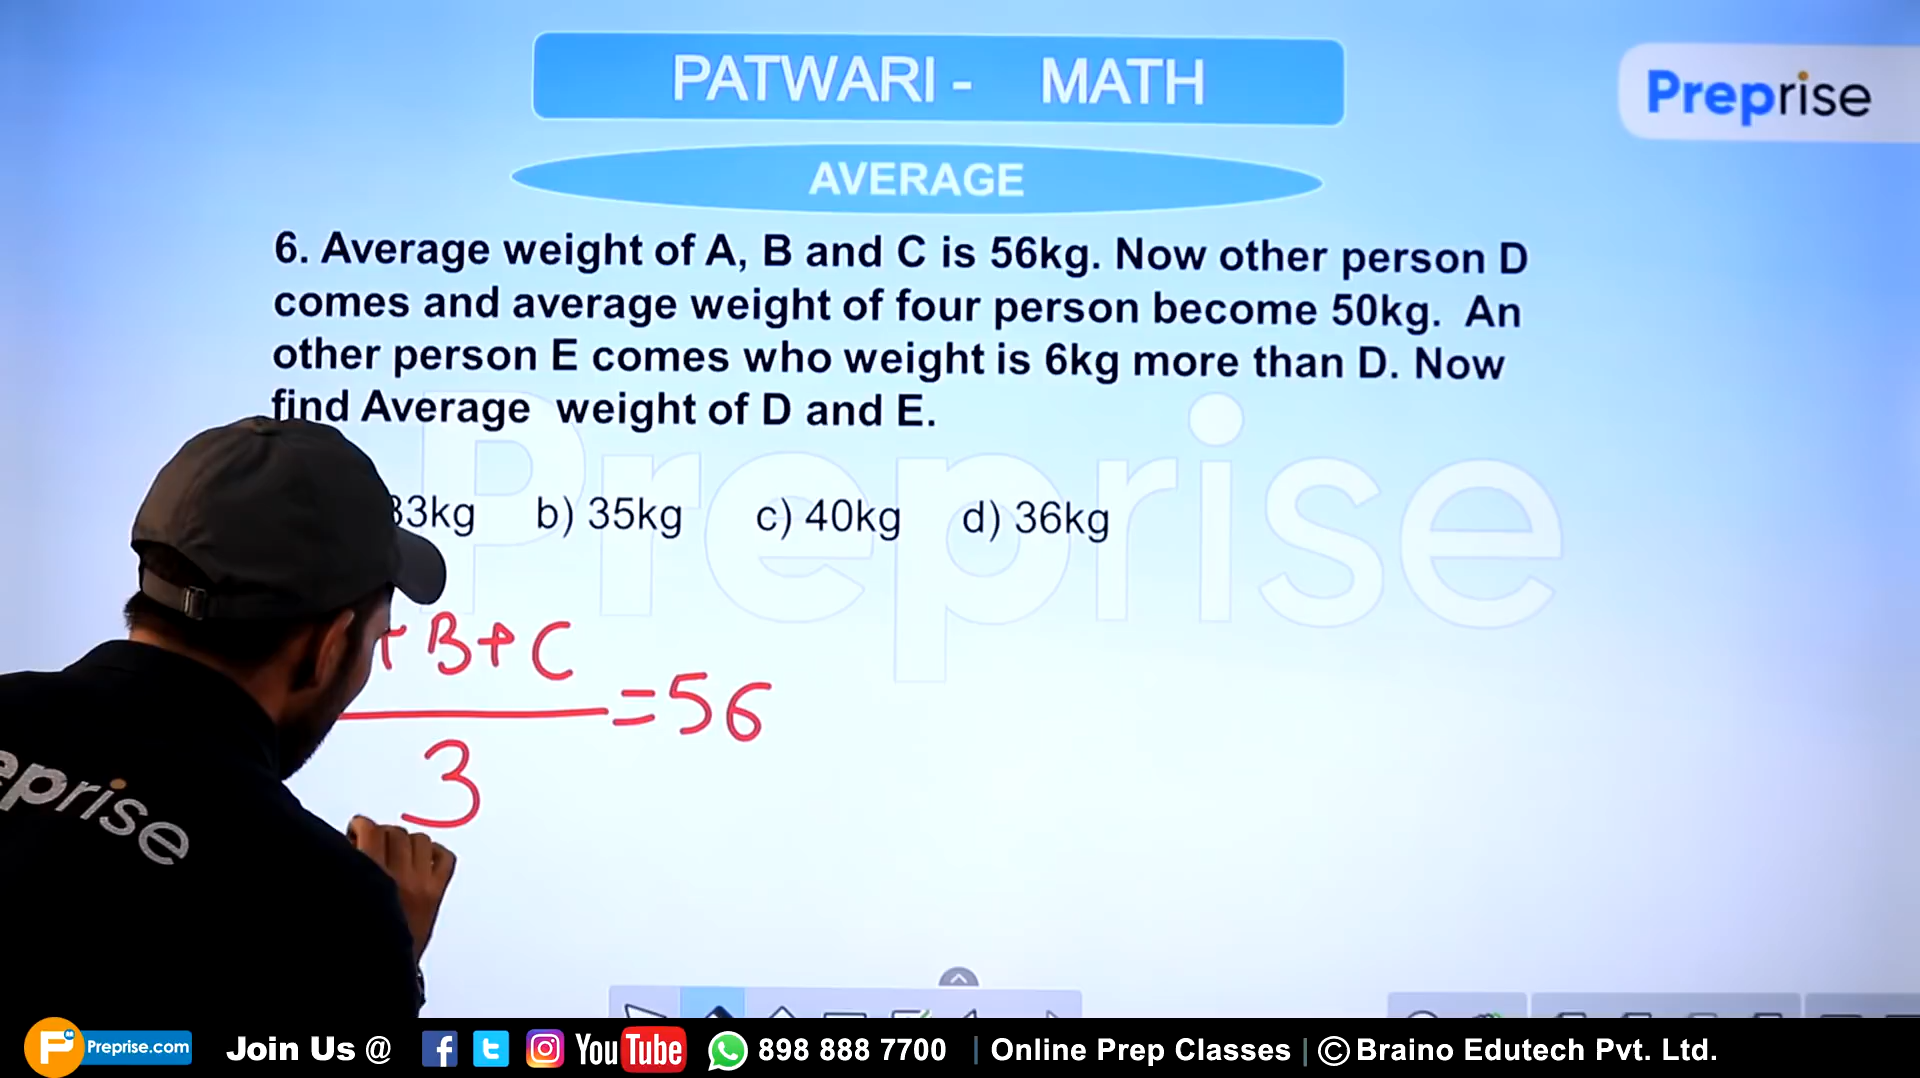 PATWARI - MATH
Preprise
AVERAGE
6. Average weight of A, B and C is 56kg. Now other person D
comes and average weight of four person become 50kg. An
other person E comes who weight is 6kg more than D. Now
find Average weight of D and E.
33kg b) 35kg c) 40kg d) 36kg
Preprise
+ B + C
= 56
3
eprise
Preprise.com Join Us @ YouTube 898 888 7700 | Online Prep Classes | © Braino Edutech Pvt. Ltd.